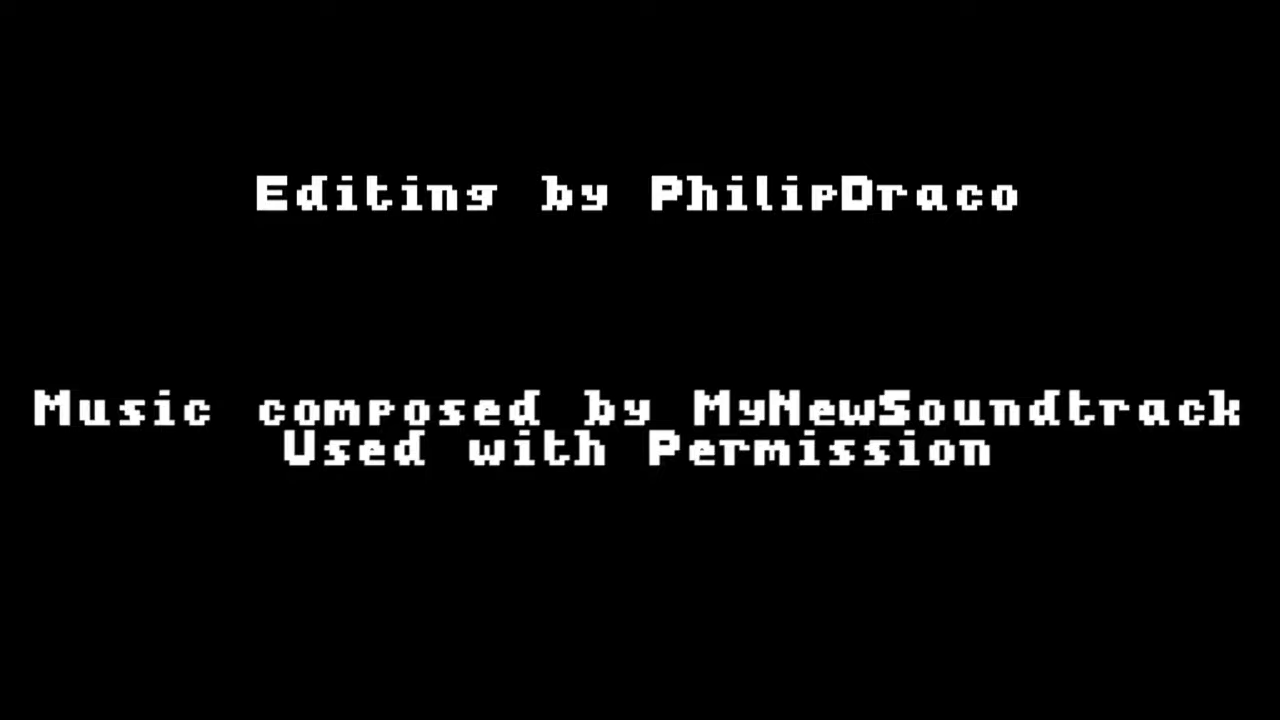 Editing by PhilipDraco
Music composed by MyNewSoundtrack
Used with Permission